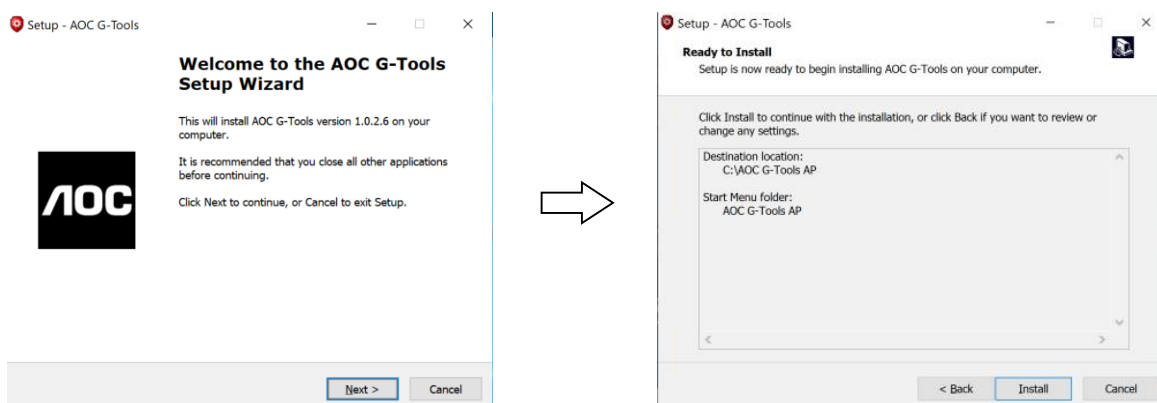 Setup - AOC G-Tools
Welcome to the AOC G-Tools
Setup Wizard
This will install AOC G-Tools version 1.0.2.6 on your
computer.
It is recommended that you close all other applications
before continuing.
Click Next to continue, or Cancel to exit Setup.
AOC
Next >
Cancel
Setup - AOC G-Tools
Ready to Install
Setup is now ready to begin installing AOC G-Tools on your computer.
Click Install to continue with the installation, or click Back if you want to review or
change any settings.
Destination location:
C:\AOC G-Tools AP
Start Menu folder:
AOC G-Tools AP
< Back
Install
Cancel